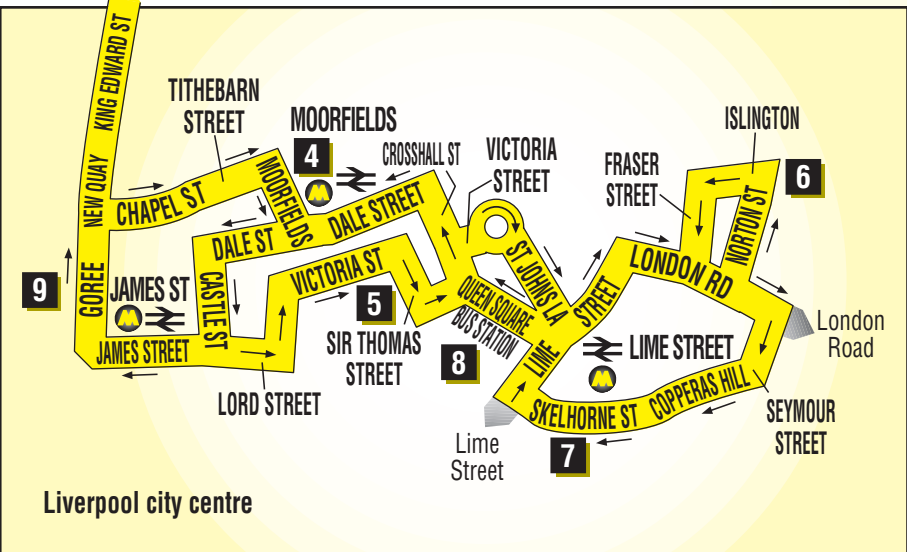 KING EDWARD ST
NEW QUAY
TITHEBARN
STREET
MOORFIELDS
4
M
CROSSHALL ST
VICTORIA
STREET
ISLINGTON
FRASER
STREET
6
NORTON ST
CHAPEL ST
MOORFIELDS
DALE STREET
DALE ST
ST JOHNS LA
LONDON RD
9
GOREE
JAMES ST
M
CASTLE ST
VICTORIA ST
5
QUEEN SQUARE
BUS STATION
LIME STREET
LIME STREET
M
London
Road
JAMES STREET
SIR THOMAS
STREET
8
LORD STREET
SKELHORNE ST
COPPERAS HILL
SEYMOUR
STREET
Lime
Street
7
Liverpool city centre